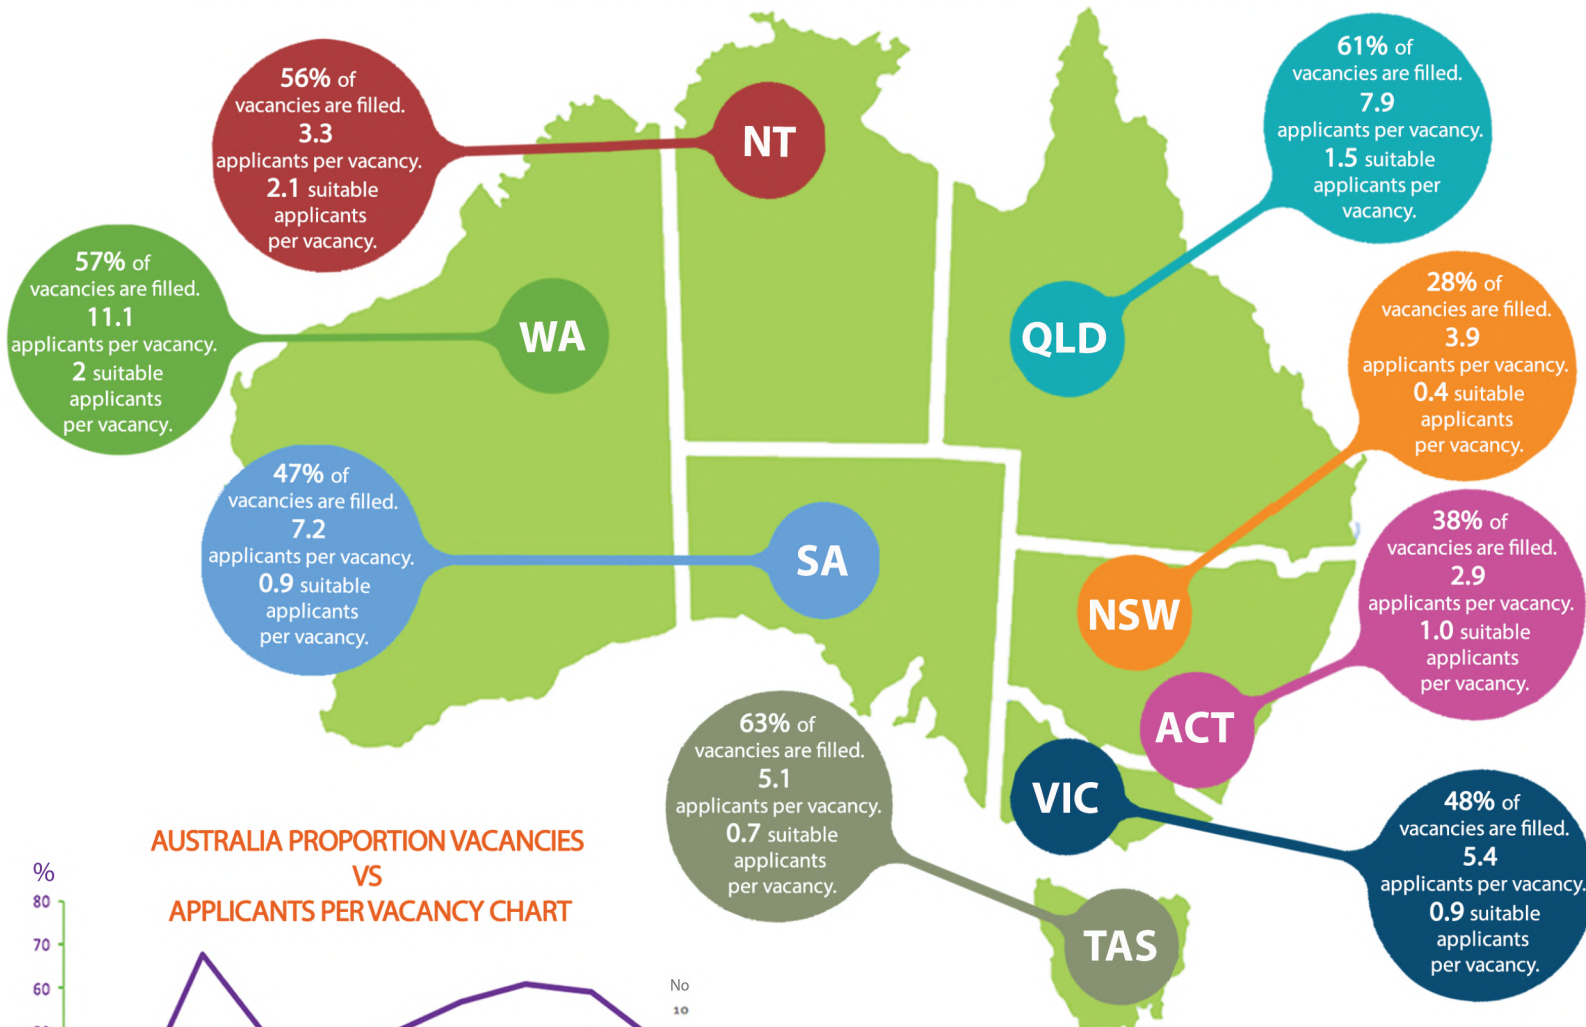 56% of
vacancies are filled.
3.3
applicants per vacancy.
2.1 suitable
applicants
per vacancy.
NT
61% of
vacancies are filled.
7.9
applicants per vacancy.
1.5 suitable
applicants per
vacancy.
57% of
vacancies are filled.
11.1
applicants per vacancy.
2 suitable
applicants
per vacancy.
WA
QLD
28% of
vacancies are filled.
3.9
applicants per vacancy.
0.4 suitable
applicants
per vacancy.
47% of
vacancies are filled.
7.2
applicants per vacancy.
0.9 suitable
applicants
per vacancy.
SA
NSW
38% of
vacancies are filled.
2.9
applicants per vacancy.
1.0 suitable
applicants
per vacancy.
ACT
63% of
vacancies are filled.
5.1
applicants per vacancy.
0.7 suitable
applicants
per vacancy.
VIC
48% of
vacancies are filled.
5.4
applicants per vacancy.
0.9 suitable
applicants
per vacancy.
TAS
AUSTRALIA PROPORTION VACANCIES
VS
APPLICANTS PER VACANCY CHART
%
80
70
60
No
10